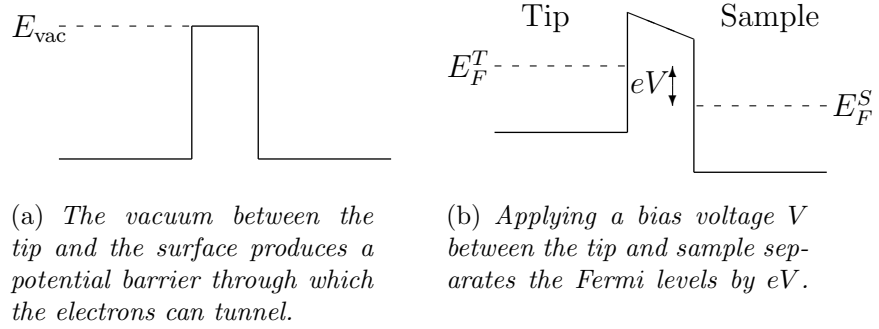 E_vac
Tip
Sample
E_F^T
eV
E_F^S
(a) The vacuum between the
tip and the surface produces a
potential barrier through which
the electrons can tunnel.
(b) Applying a bias voltage V
between the tip and sample sep-
arates the Fermi levels by eV.